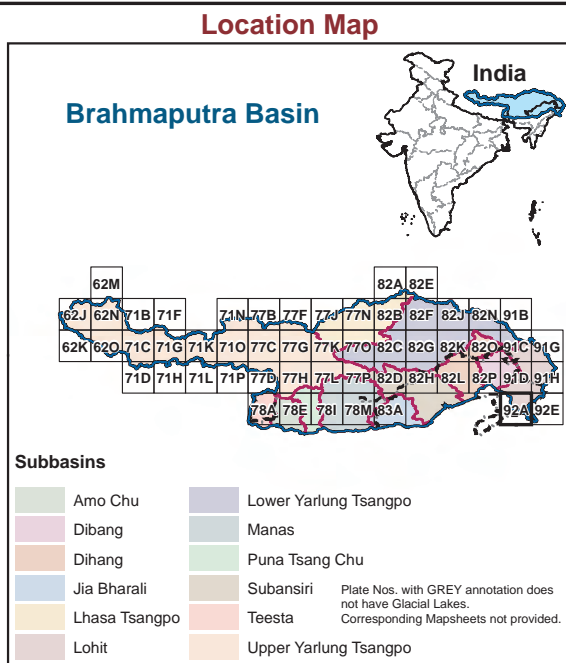 Location Map
India
Brahmaputra Basin
62M 82A 82E
62J 62N 71B 71F 71N 77B 77F 77J 77N 82B 82F 82J 82N 91B
62K 62O 71C 71G 71K 71O 77C 77G 77K 77O 82C 82G 82K 82O 91C 91G
71D 71H 71L 71P 77D 77H 77L 77P 82D 82H 82L 82P 91D 91H
78A 78E 78I 78M 83A 92A 92E
Subbasins
Amo Chu
Dibang
Dihang
Jia Bharali
Lhasa Tsangpo
Lohit
Lower Yarlung Tsangpo
Manas
Puna Tsang Chu
Subansiri
Teesta
Upper Yarlung Tsangpo
Plate Nos. with GREY annotation does
not have Glacial Lakes.
Corresponding Mapsheets not provided.